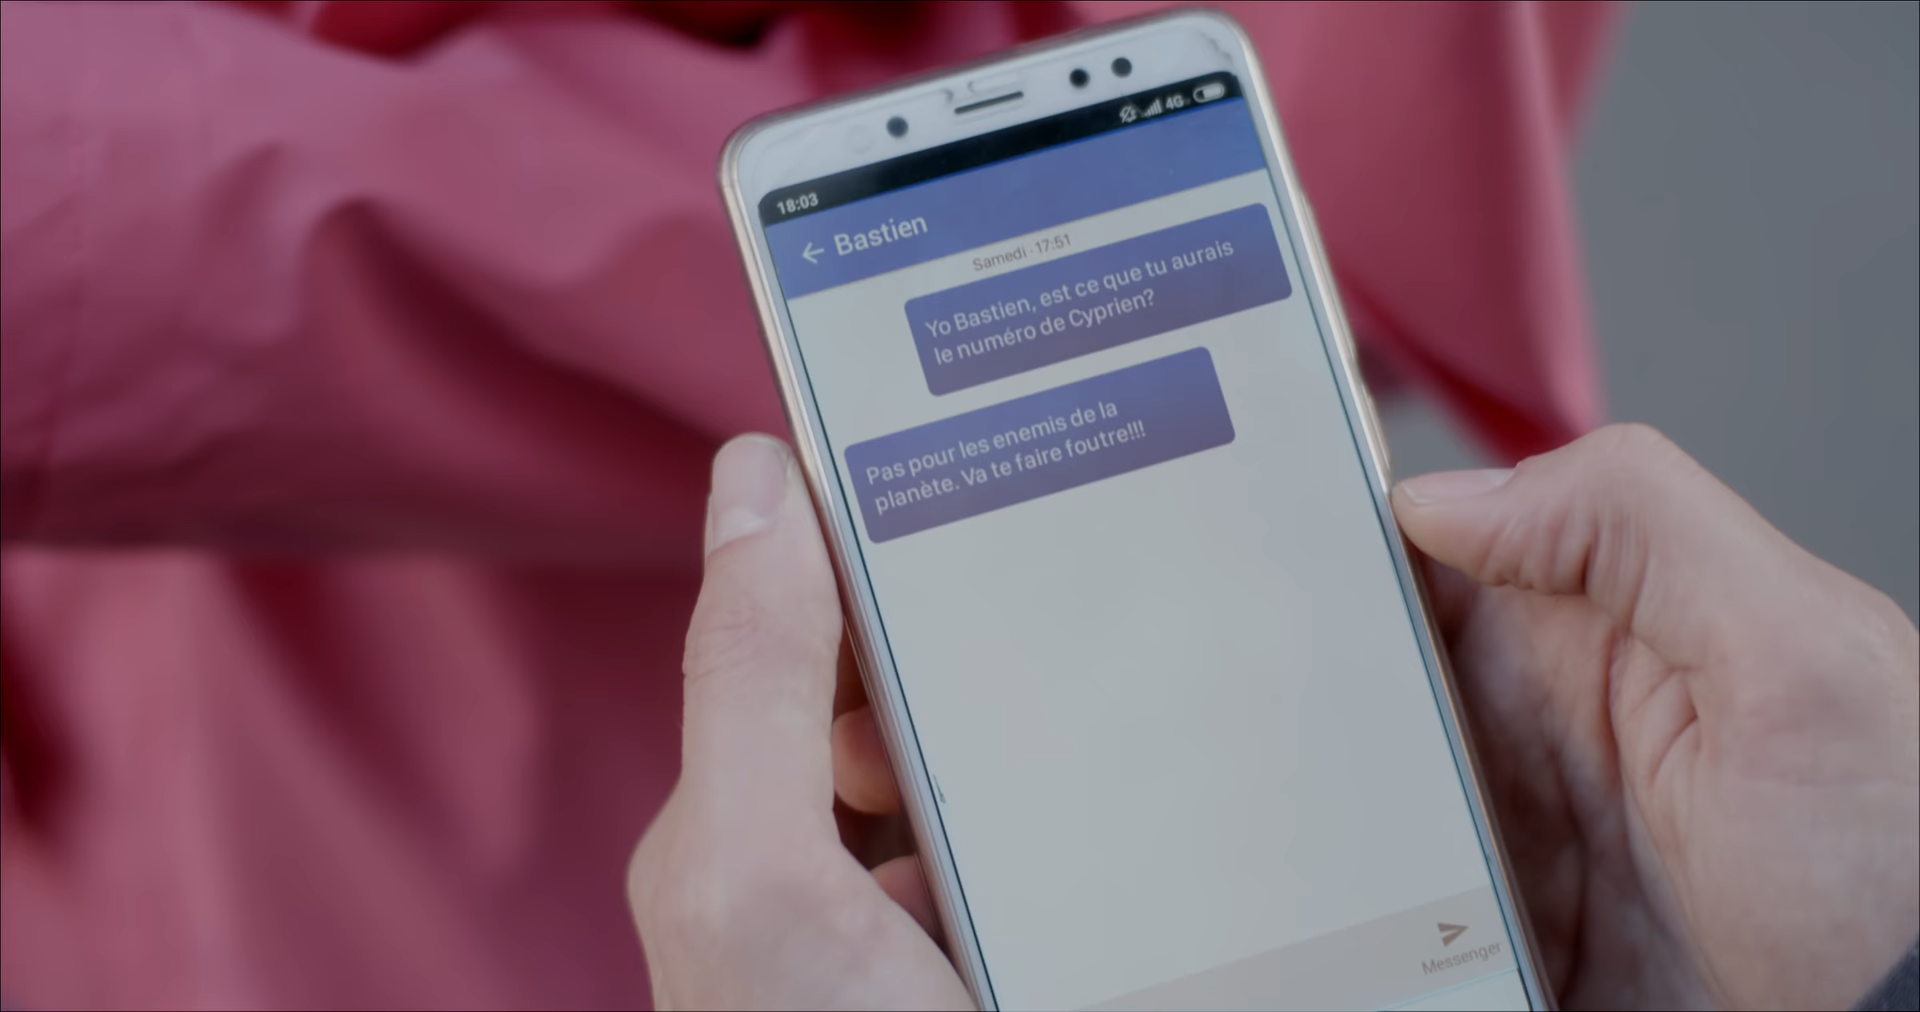 18:03
4G
← Bastien
Samedi · 17:51
Yo Bastien, est ce que tu aurais
le numéro de Cyprien?
Pas pour les enemis de la
planète. Va te faire foutre!!!
Messenger